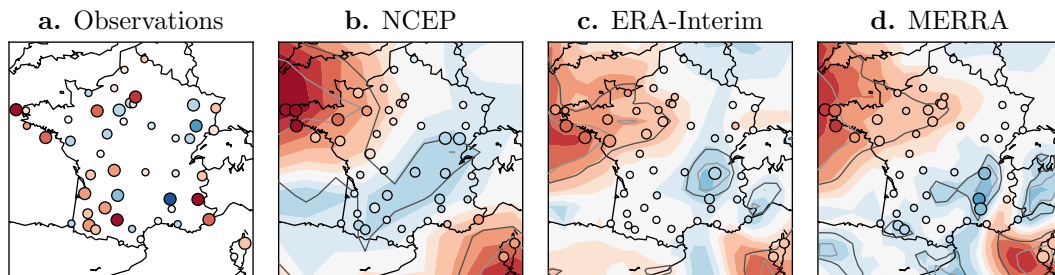 a. Observations
b. NCEP
c. ERA-Interim
d. MERRA